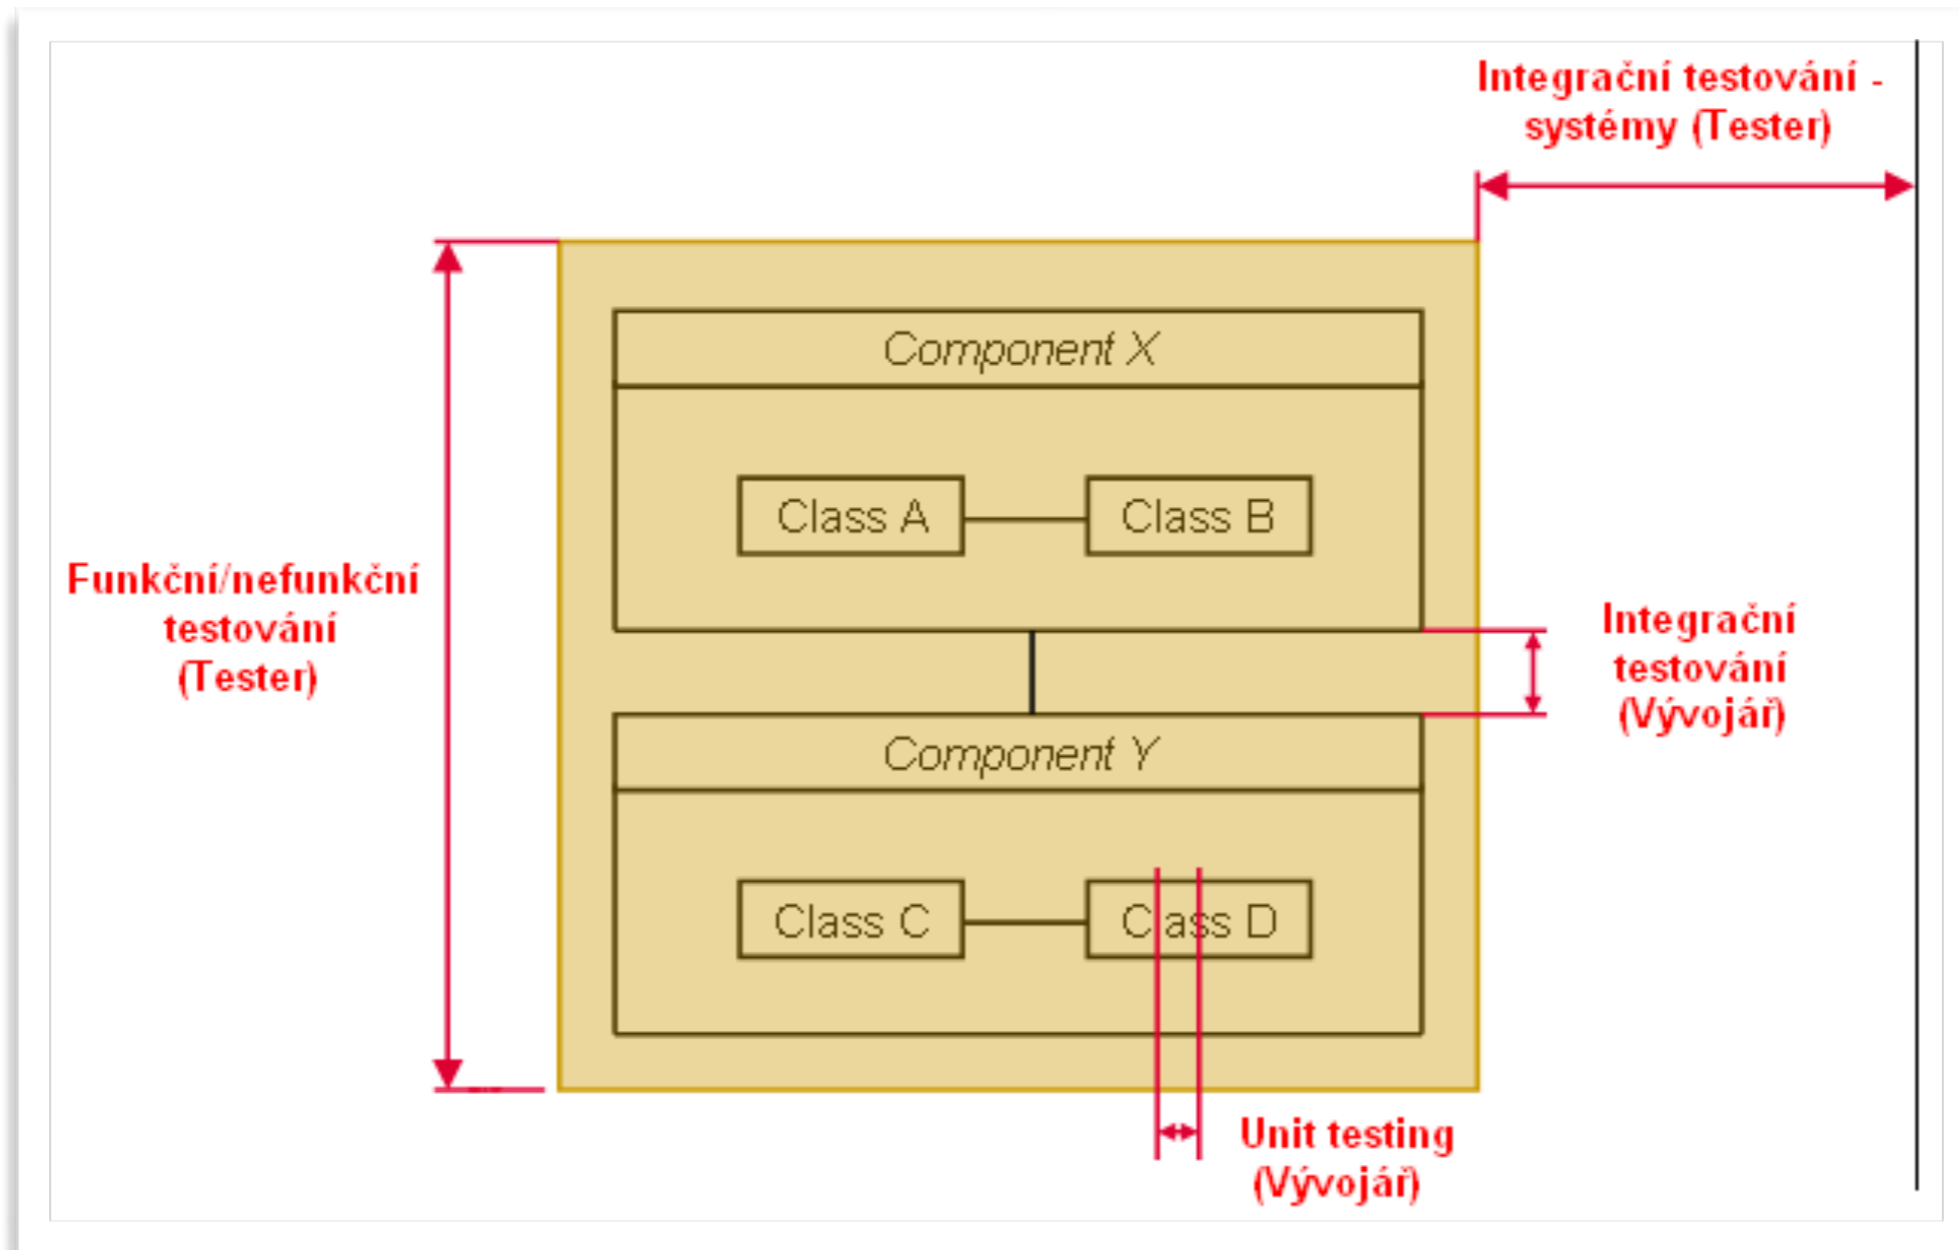 Integrační testování -
systémy (Tester)
Component X
Class A
Class B
Funkční/nefunkční
testování
(Tester)
Integrační
testování
(Vývojář)
Component Y
Class C
Class D
Unit testing
(Vývojář)